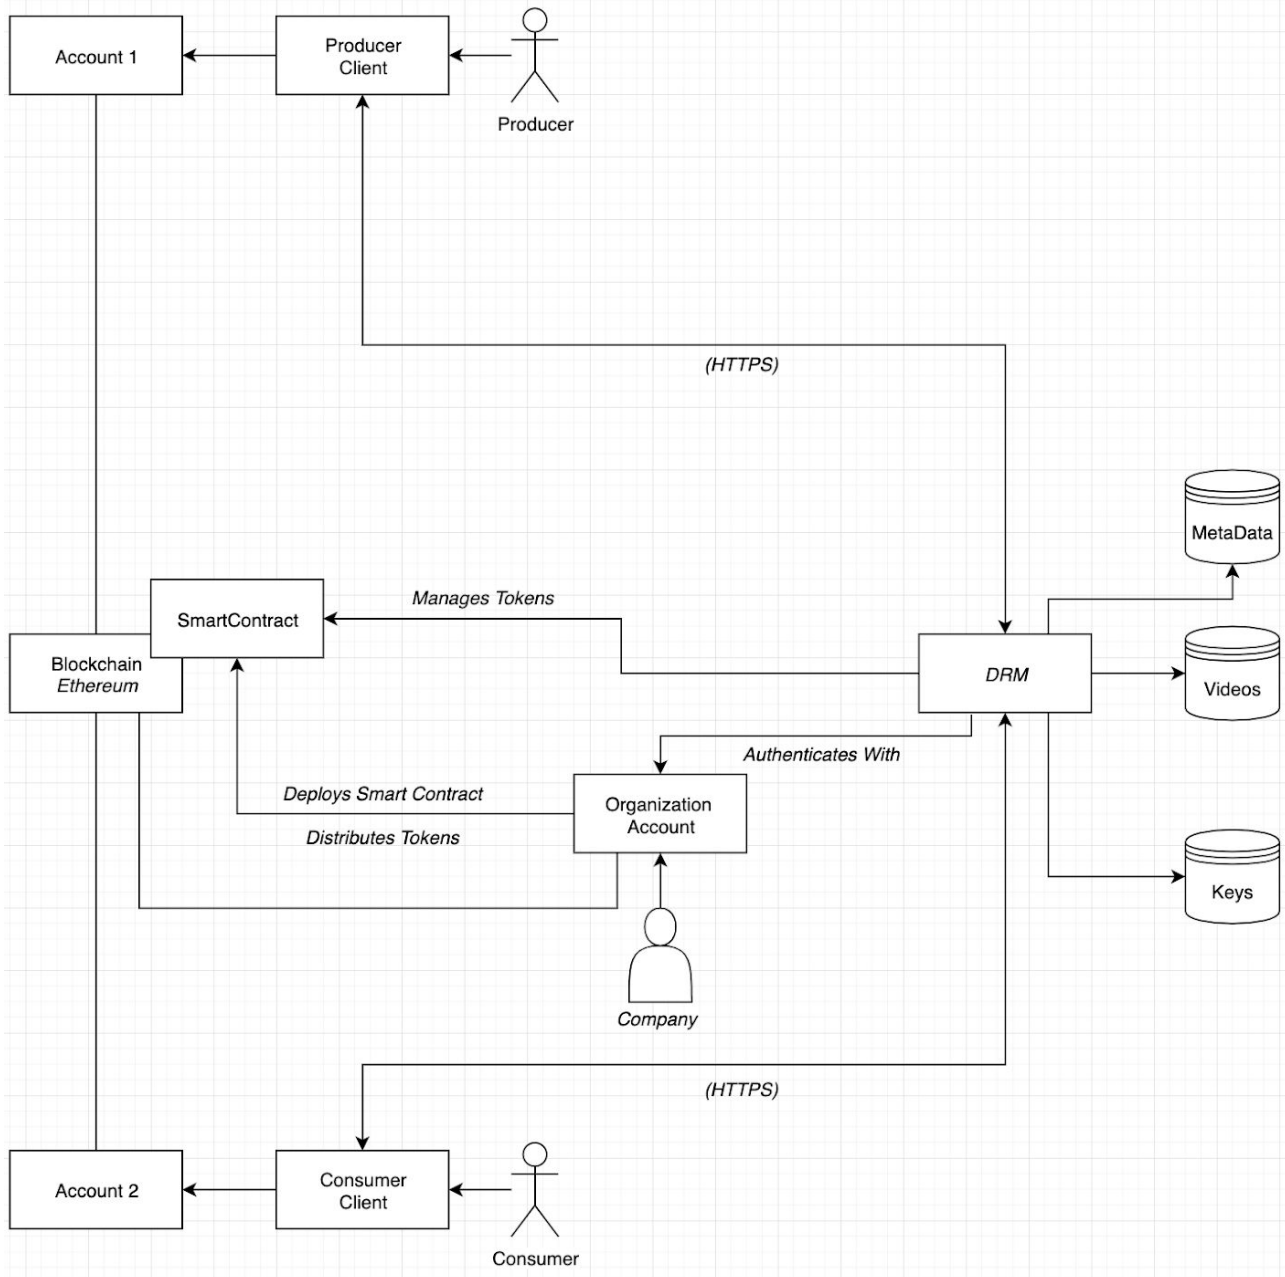 Account 1
Producer
Client
Producer
(HTTPS)
MetaData
Manages Tokens
SmartContract
Blockchain
Ethereum
DRM
Videos
Authenticates With
Deploys Smart Contract
Distributes Tokens
Organization
Account
Keys
Company
(HTTPS)
Account 2
Consumer
Client
Consumer